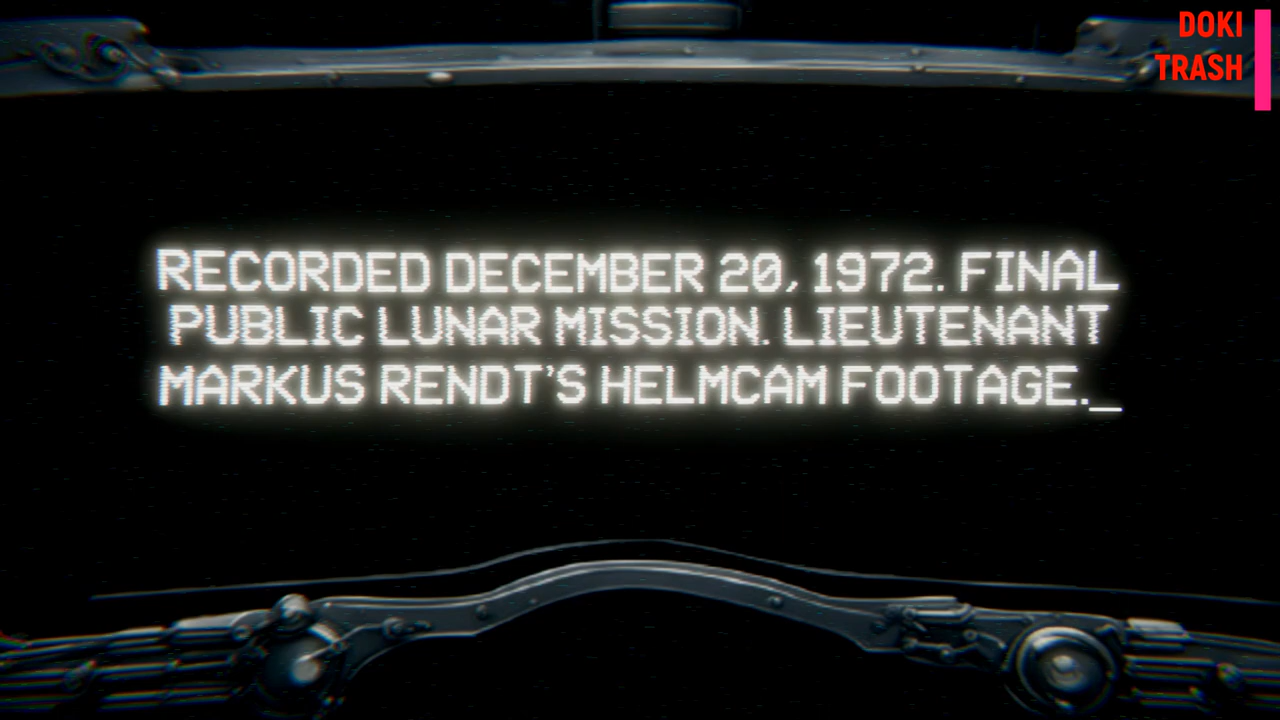 DOKI
TRASH
RECORDED DECEMBER 20, 1972. FINAL
PUBLIC LUNAR MISSION. LIEUTENANT
MARKUS RENDT'S HELMCAM FOOTAGE._